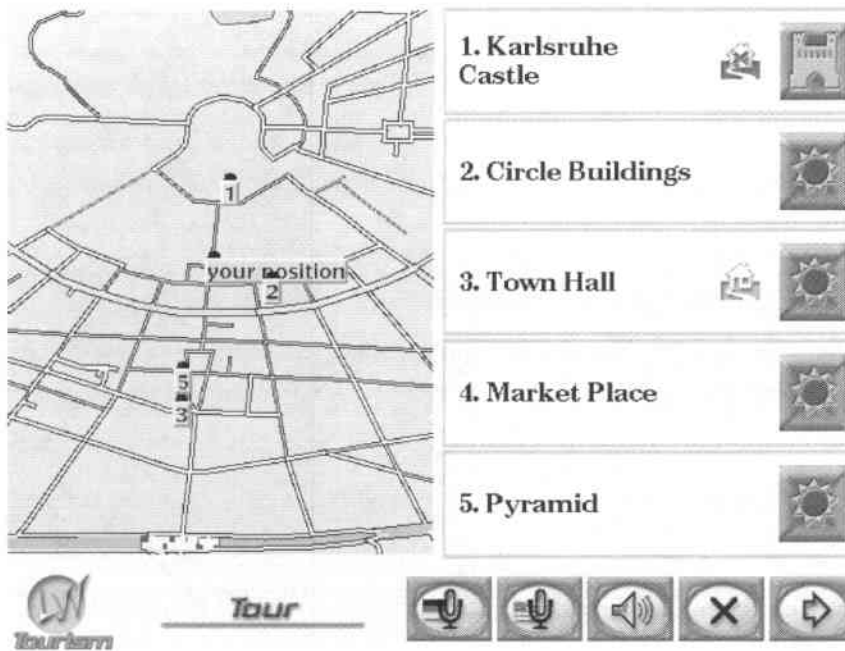 1. Karlsruhe
Castle
2. Circle Buildings
3. Town Hall
4. Market Place
5. Pyramid
1
your position
2
5
3
Tourism
Tour